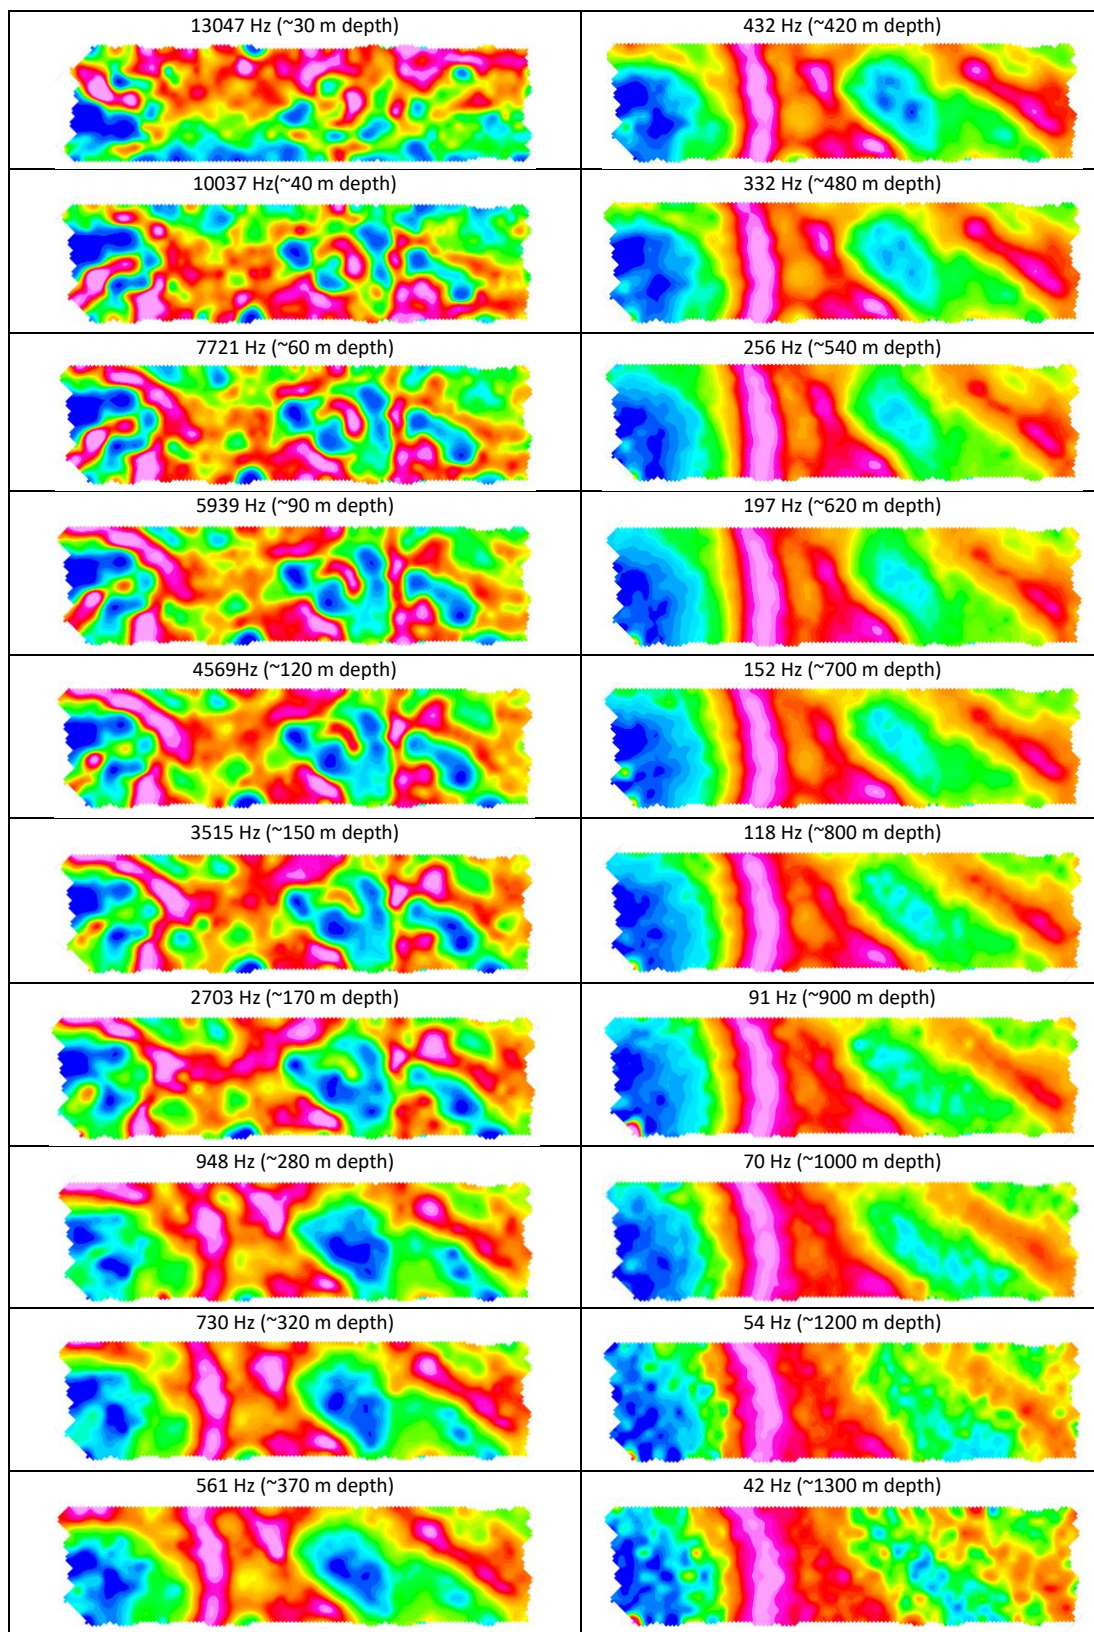 13047 Hz (~30 m depth)
432 Hz (~420 m depth)
10037 Hz(~40 m depth)
332 Hz (~480 m depth)
7721 Hz (~60 m depth)
256 Hz (~540 m depth)
5939 Hz (~90 m depth)
197 Hz (~620 m depth)
4569Hz (~120 m depth)
152 Hz (~700 m depth)
3515 Hz (~150 m depth)
118 Hz (~800 m depth)
2703 Hz (~170 m depth)
91 Hz (~900 m depth)
948 Hz (~280 m depth)
70 Hz (~1000 m depth)
730 Hz (~320 m depth)
54 Hz (~1200 m depth)
561 Hz (~370 m depth)
42 Hz (~1300 m depth)